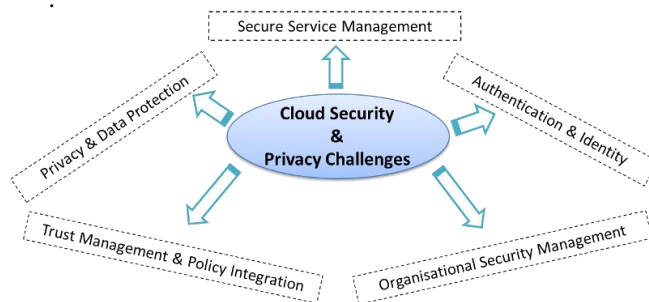 Secure Service Management
Privacy & Data Protection
Authentication & Identity
Cloud Security
&
Privacy Challenges
Trust Management & Policy Integration
Organisational Security Management